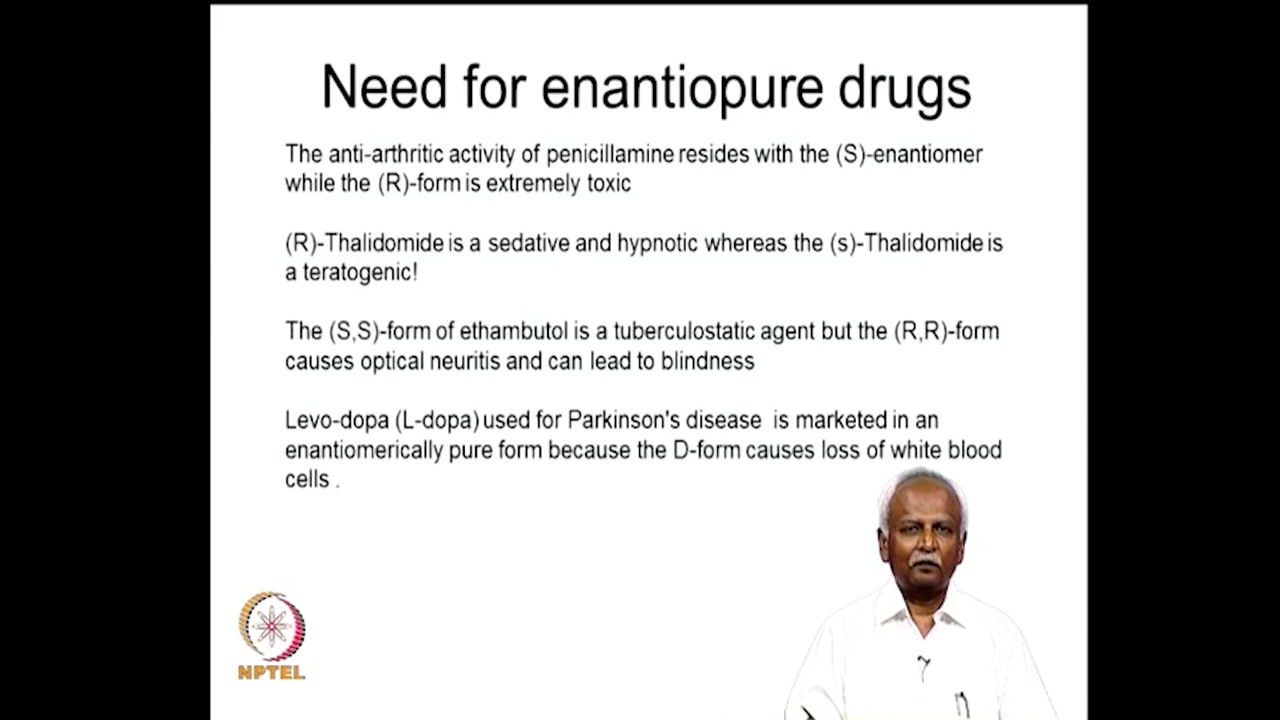 Need for enantiopure drugs
The anti-arthritic activity of penicillamine resides with the (S)-enantiomer
while the (R)-form is extremely toxic
(R)-Thalidomide is a sedative and hypnotic whereas the (s)-Thalidomide is
a teratogenic!
The (S,S)-form of ethambutol is a tuberculostatic agent but the (R,R)-form
causes optical neuritis and can lead to blindness
Levo-dopa (L-dopa) used for Parkinson's disease is marketed in an
enantiomerically pure form because the D-form causes loss of white blood
cells .
NPTEL